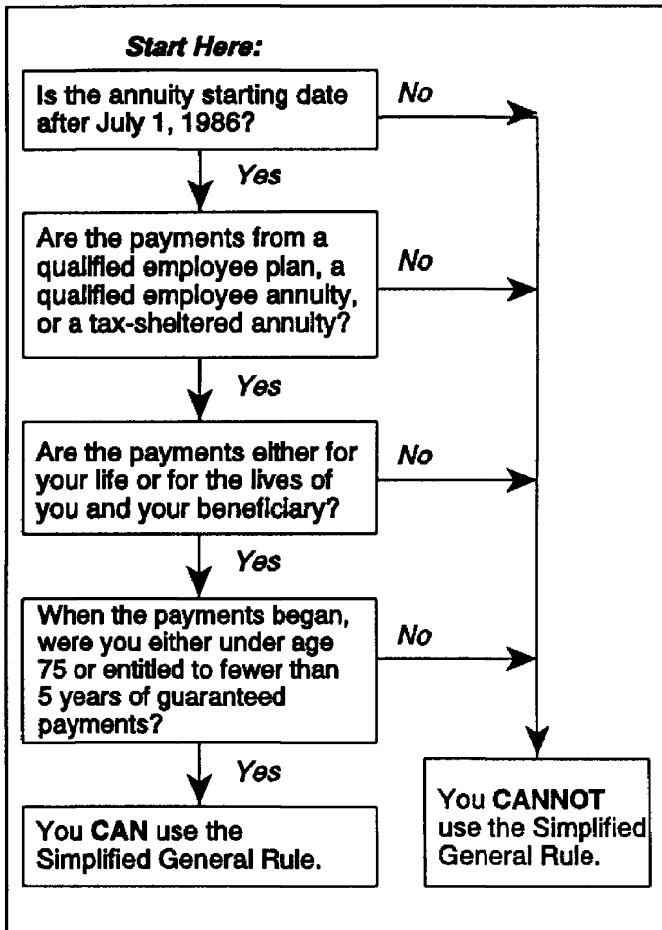 Start Here:
Is the annuity starting date
after July 1, 1986?
No
Yes
Are the payments from a
qualified employee plan, a
qualified employee annuity,
or a tax-sheltered annuity?
No
Yes
Are the payments either for
your life or for the lives of
you and your beneficiary?
No
Yes
When the payments began,
were you either under age
75 or entitled to fewer than
5 years of guaranteed
payments?
No
Yes
You CAN use the
Simplified General Rule.
You CANNOT
use the Simplified
General Rule.